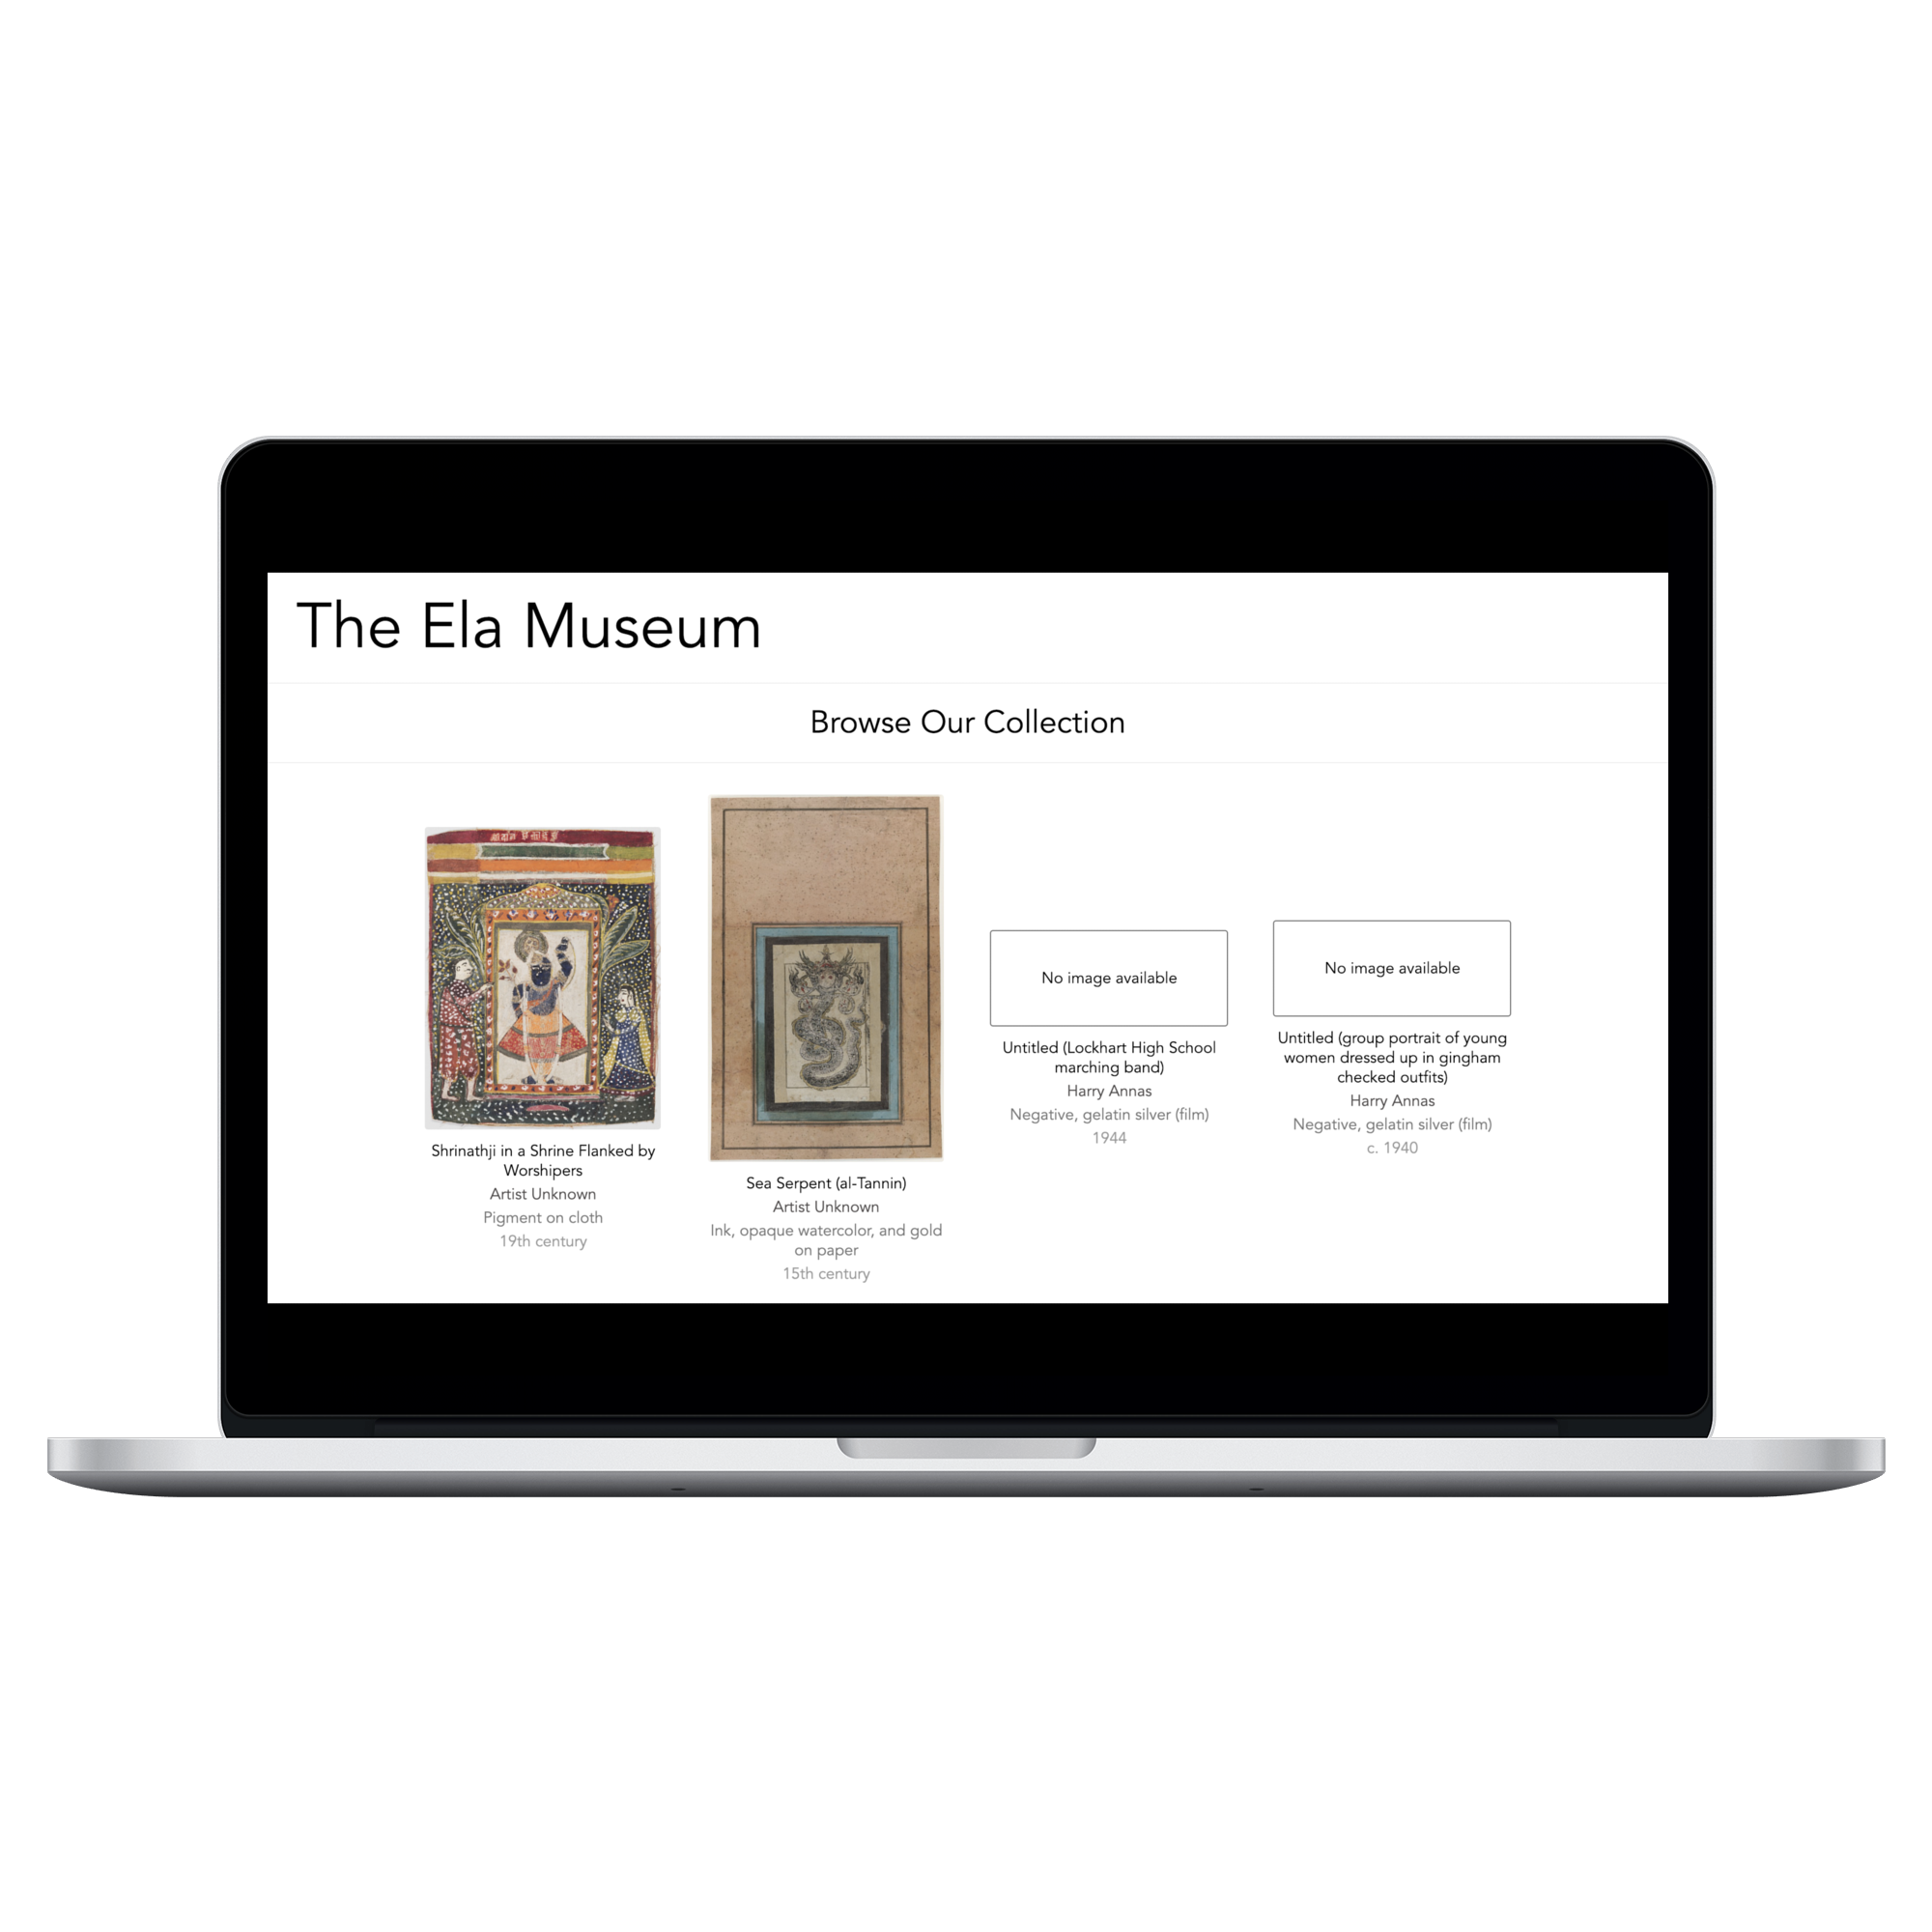 The Ela Museum
Browse Our Collection
Shrinathji in a Shrine Flanked by
Worshipers
Artist Unknown
Pigment on cloth
19th century
Sea Serpent (al-Tannin)
Artist Unknown
Ink, opaque watercolor, and gold
on paper
15th century
No image available
Untitled (Lockhart High School
marching band)
Harry Annas
Negative, gelatin silver (film)
1944
No image available
Untitled (group portrait of young
women dressed up in gingham
checked outfits)
Harry Annas
Negative, gelatin silver (film)
c. 1940